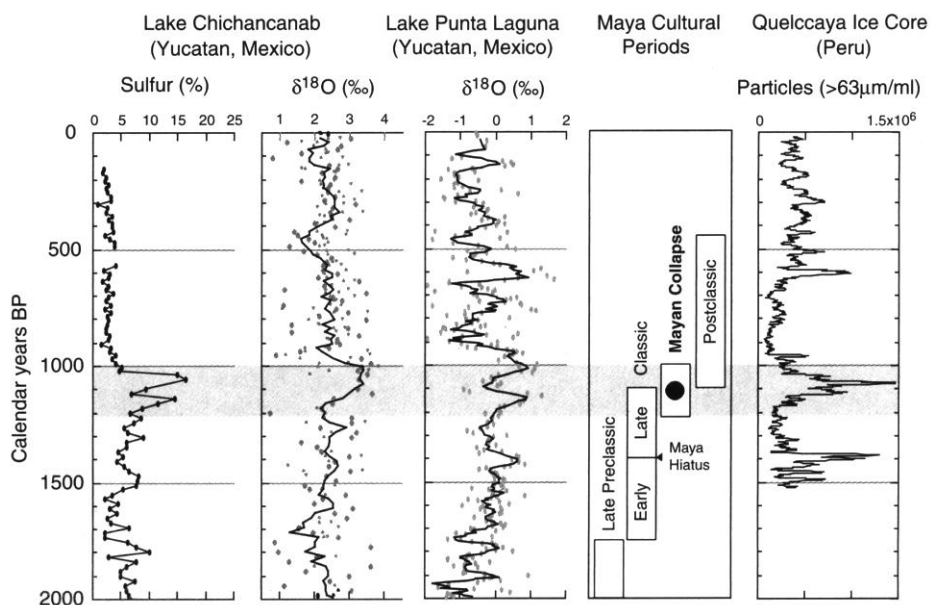 Lake Chichancanab
(Yucatan, Mexico)
Lake Punta Laguna
(Yucatan, Mexico)
Maya Cultural
Periods
Quelccaya Ice Core
(Peru)
Sulfur (%)
δ18O (‰)
δ18O (‰)
Particles (>63μm/ml)
0 5 10 15 20 25
1 2 3 4
-2 -1 0 1 2
0 1.5x10⁶
Calendar years BP
0
500
1000
1500
2000
Late Preclassic
Early
Late
Classic
Maya
Hiatus
Mayan Collapse
Postclassic